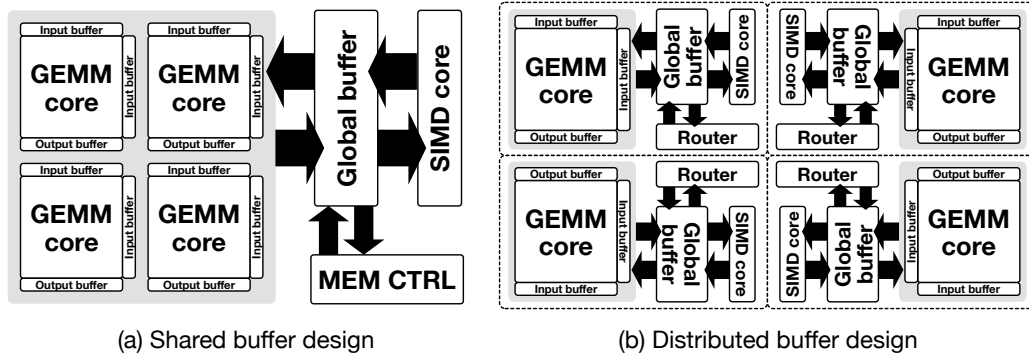 Input buffer
GEMM
core
Input buffer
Output buffer
Input buffer
GEMM
core
Input buffer
Output buffer
Input buffer
GEMM
core
Input buffer
Output buffer
Input buffer
GEMM
core
Input buffer
Output buffer
Global buffer
SIMD core
MEM CTRL
(a) Shared buffer design
Input buffer
GEMM
core
Input buffer
Output buffer
Global
buffer
SIMD core
Router
SIMD core
Global
buffer
Router
Input buffer
GEMM
core
Input buffer
Output buffer
Output buffer
GEMM
core
Input buffer
Input buffer
Router
Global
buffer
SIMD core
Router
SIMD core
Global
buffer
Output buffer
GEMM
core
Input buffer
Input buffer
(b) Distributed buffer design